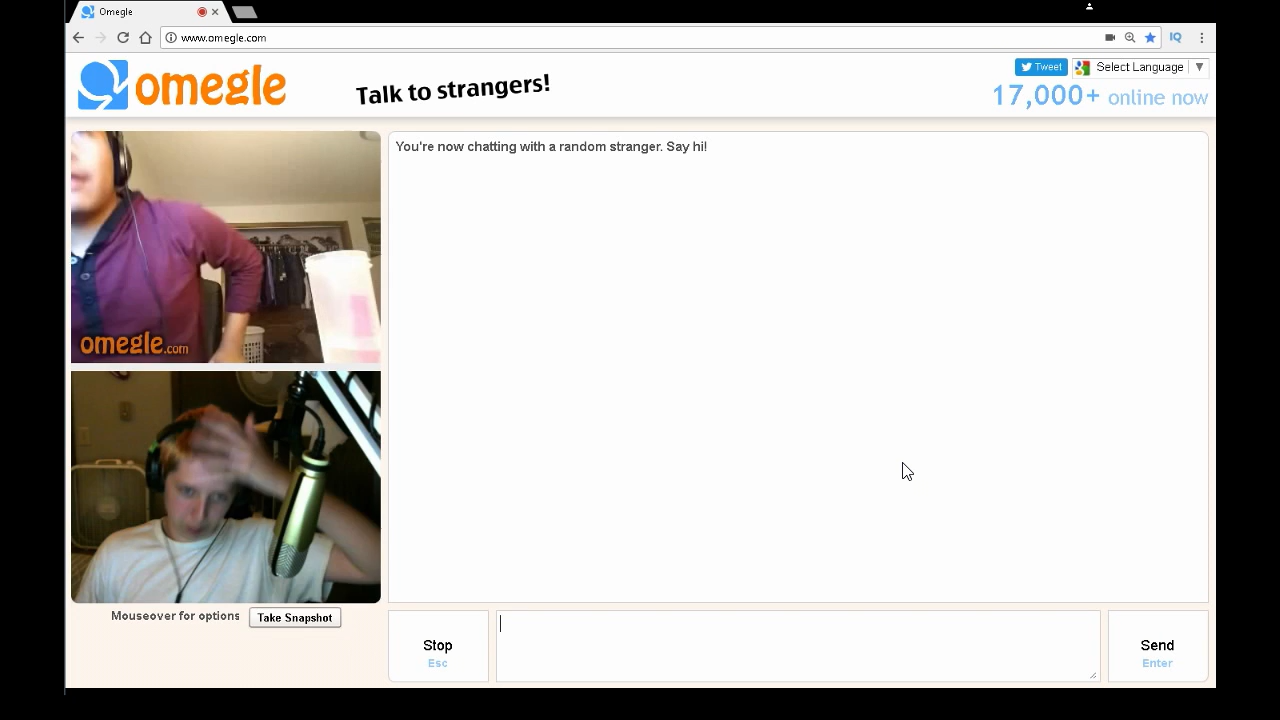 Omegle
www.omegle.com
IQ
omegle
Talk to strangers!
Tweet
Select Language
17,000+ online now
You're now chatting with a random stranger. Say hi!
omegle.com
Mouseover for options
Take Snapshot
Stop
Esc
Send
Enter